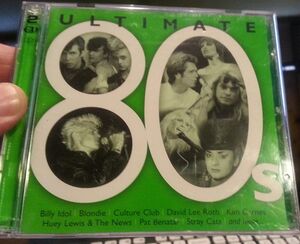 ULTIMATE
80s
Billy Idol Blondie Culture Club David Lee Roth Kim Carnes
Huey Lewis & The News Pat Benatar Stray Cats and more